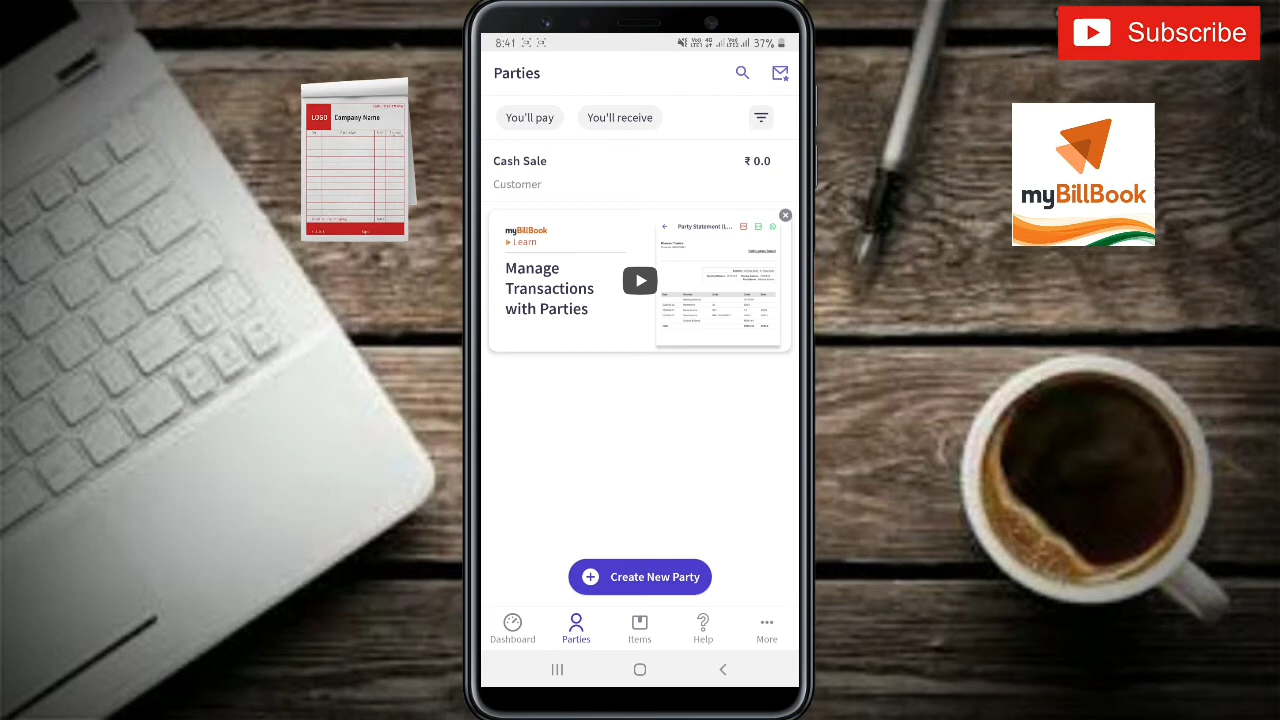 Subscribe
LOGO Company Name
myBillBook
8:41
37%
Parties
You'll pay
You'll receive
Cash Sale
₹ 0.0
Customer
myBillBook
Learn
Manage
Transactions
with Parties
Party Statement (L...
Create New Party
Dashboard
Parties
Items
Help
More